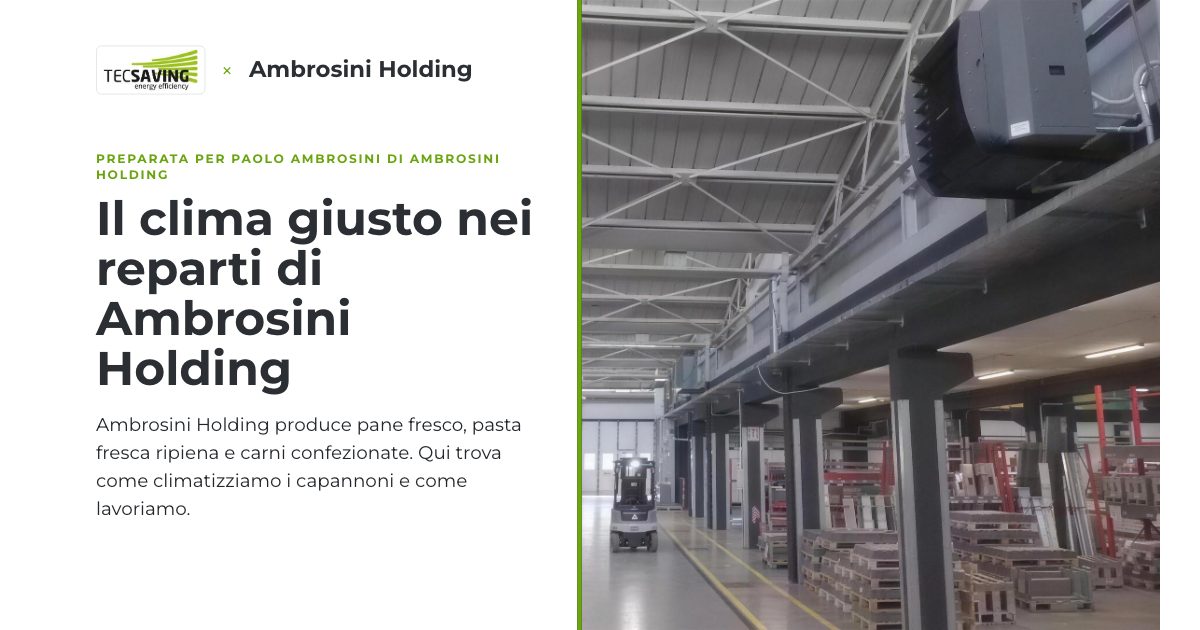 TECSAVING
energy efficiency
× Ambrosini Holding
PREPARATA PER PAOLO AMBROSINI DI AMBROSINI
HOLDING
Il clima giusto nei
reparti di
Ambrosini
Holding
Ambrosini Holding produce pane fresco, pasta
fresca ripiena e carni confezionate. Qui trova
come climatizziamo i capannoni e come
lavoriamo.